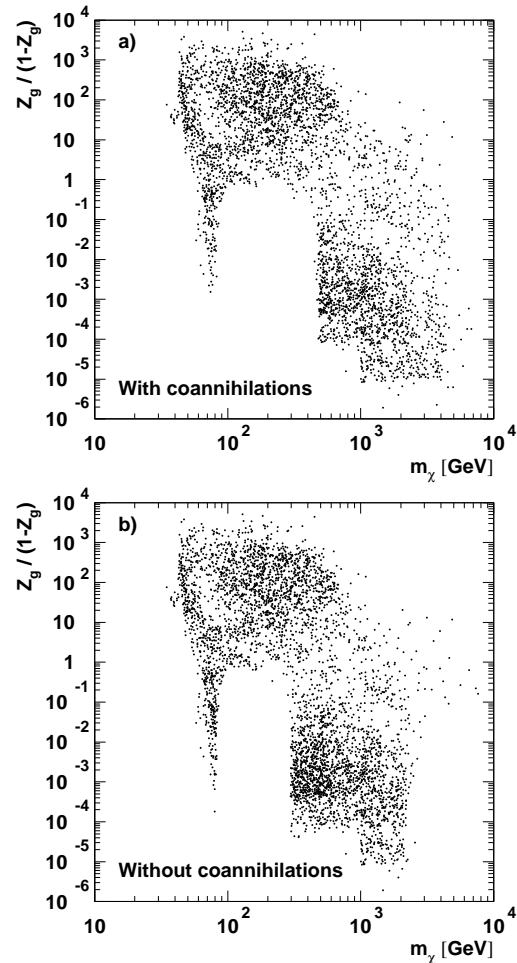 Z_g / (1-Z_g)
a)
10^4
10^3
10^2
10
1
10^-1
10^-2
10^-3
10^-4
10^-5
10^-6
With coannihilations
10 10^2 10^3 10^4
m_χ [GeV]
Z_g / (1-Z_g)
b)
10^4
10^3
10^2
10
1
10^-1
10^-2
10^-3
10^-4
10^-5
10^-6
Without coannihilations
10 10^2 10^3 10^4
m_χ [GeV]